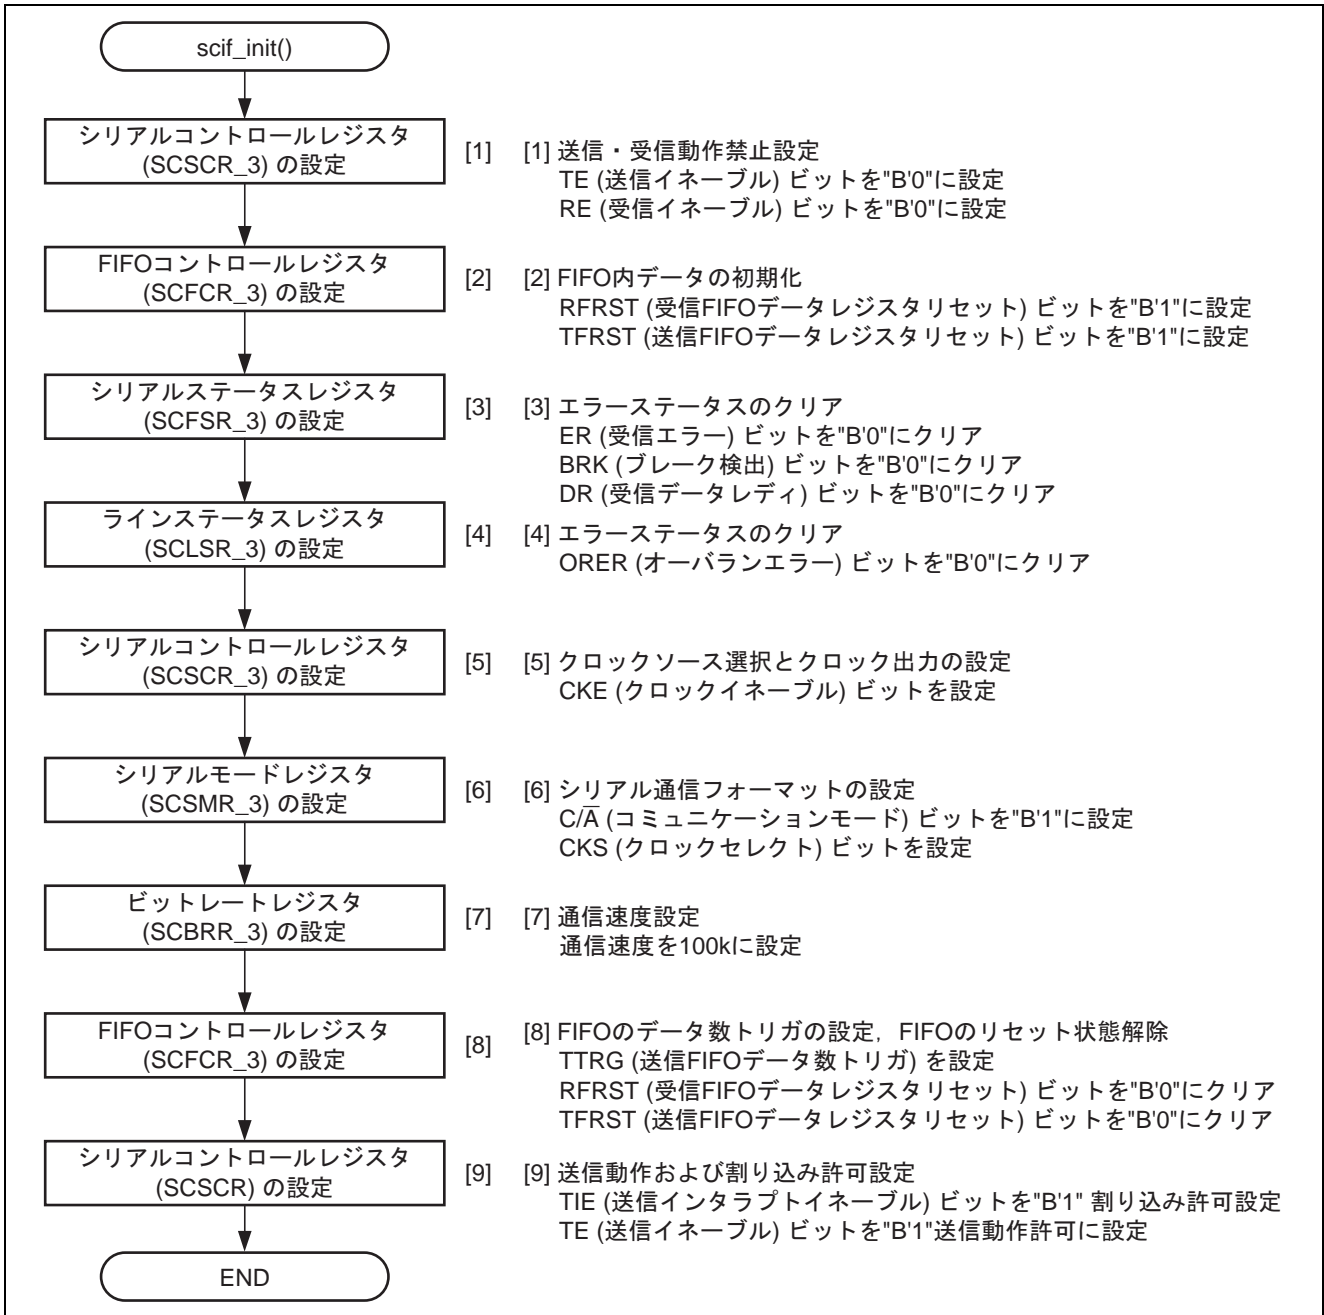 scif_init()
シリアルコントロールレジスタ
(SCSCR_3) の設定
[1]
[1] 送信・受信動作禁止設定
TE (送信イネーブル) ビットを"B'0"に設定
RE (受信イネーブル) ビットを"B'0"に設定
FIFOコントロールレジスタ
(SCFCR_3) の設定
[2]
[2] FIFO内データの初期化
RFRST (受信FIFOデータレジスタリセット) ビットを"B'1"に設定
TFRST (送信FIFOデータレジスタリセット) ビットを"B'1"に設定
シリアルステータスレジスタ
(SCFSR_3) の設定
[3]
[3] エラーステータスのクリア
ER (受信エラー) ビットを"B'0"にクリア
BRK (ブレーク検出) ビットを"B'0"にクリア
DR (受信データレディ) ビットを"B'0"にクリア
ラインステータスレジスタ
(SCLSR_3) の設定
[4]
[4] エラーステータスのクリア
ORER (オーバランエラー) ビットを"B'0"にクリア
シリアルコントロールレジスタ
(SCSCR_3) の設定
[5]
[5] クロックソース選択とクロック出力の設定
CKE (クロックイネーブル) ビットを設定
シリアルモードレジスタ
(SCSMR_3) の設定
[6]
[6] シリアル通信フォーマットの設定
C/A̅ (コミュニケーションモード) ビットを"B'1"に設定
CKS (クロックセレクト) ビットを設定
ビットレートレジスタ
(SCBRR_3) の設定
[7]
[7] 通信速度設定
通信速度を100kに設定
FIFOコントロールレジスタ
(SCFCR_3) の設定
[8]
[8] FIFOのデータ数トリガの設定，FIFOのリセット状態解除
TTRG (送信FIFOデータ数トリガ) を設定
RFRST (受信FIFOデータレジスタリセット) ビットを"B'0"にクリア
TFRST (送信FIFOデータレジスタリセット) ビットを"B'0"にクリア
シリアルコントロールレジスタ
(SCSCR) の設定
[9]
[9] 送信動作および割り込み許可設定
TIE (送信インタラプトイネーブル) ビットを"B'1" 割り込み許可設定
TE (送信イネーブル) ビットを"B'1"送信動作許可に設定
END